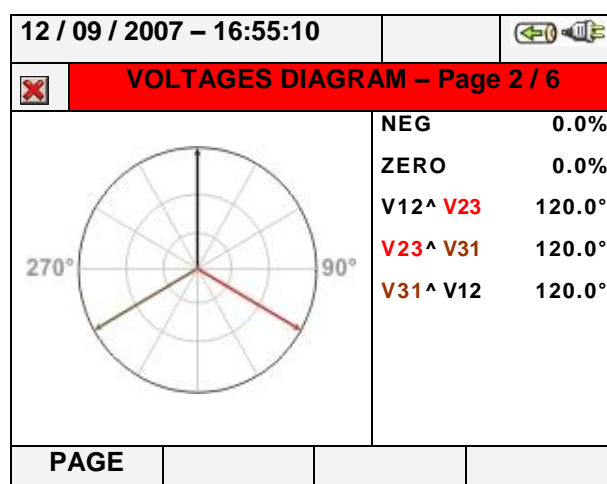 12 / 09 / 2007 – 16:55:10
VOLTAGES DIAGRAM – Page 2 / 6
NEG 0.0%
ZERO 0.0%
V12^ V23 120.0°
V23^ V31 120.0°
V31^ V12 120.0°
270° 90°
PAGE